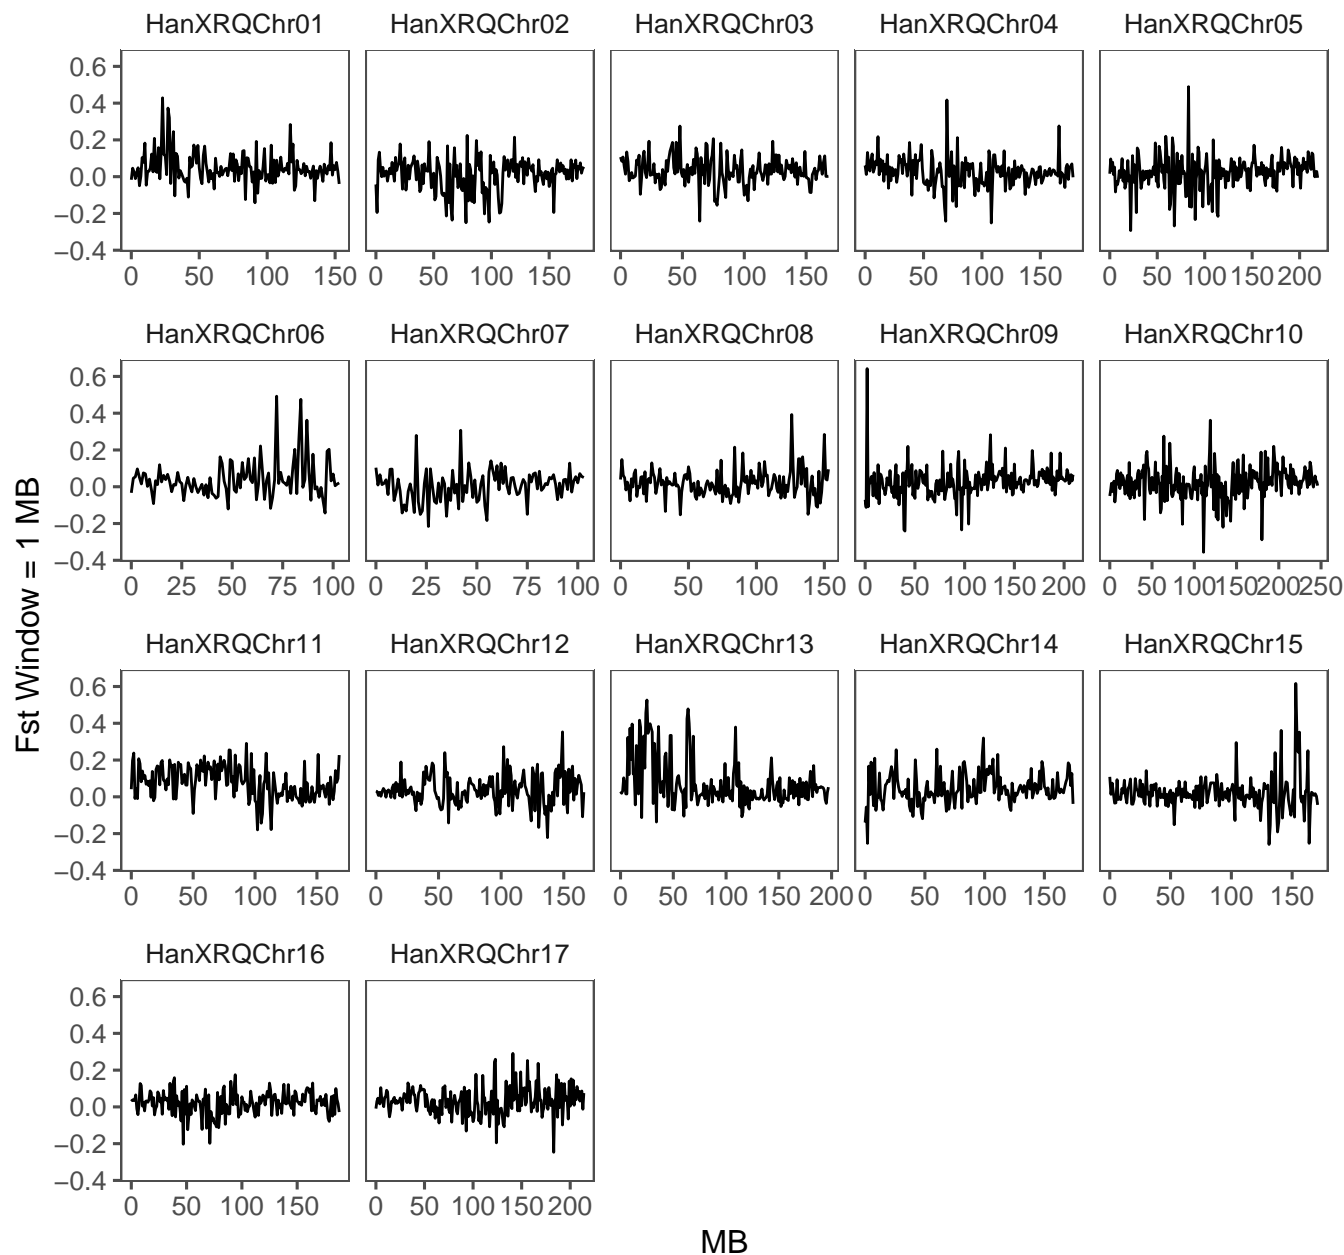 HanXRQChr01 HanXRQChr02 HanXRQChr03 HanXRQChr04 HanXRQChr05
0.6
0.4
0.2
0.0
−0.2
−0.4
0 50 100 150 0 50 100 150 0 50 100 150 0 50 100 150 0 50 100 150 200
HanXRQChr06 HanXRQChr07 HanXRQChr08 HanXRQChr09 HanXRQChr10
0.6
0.4
0.2
0.0
−0.2
−0.4
0 25 50 75 100 0 25 50 75 100 0 50 100 150 0 50 100 150 200 0 50 100 150 200 250
Fst Window = 1 MB
HanXRQChr11 HanXRQChr12 HanXRQChr13 HanXRQChr14 HanXRQChr15
0.6
0.4
0.2
0.0
−0.2
−0.4
0 50 100 150 0 50 100 150 0 50 100 150 200 0 50 100 150 0 50 100 150
HanXRQChr16 HanXRQChr17
0.6
0.4
0.2
0.0
−0.2
−0.4
0 50 100 150 0 50 100 150 200
MB